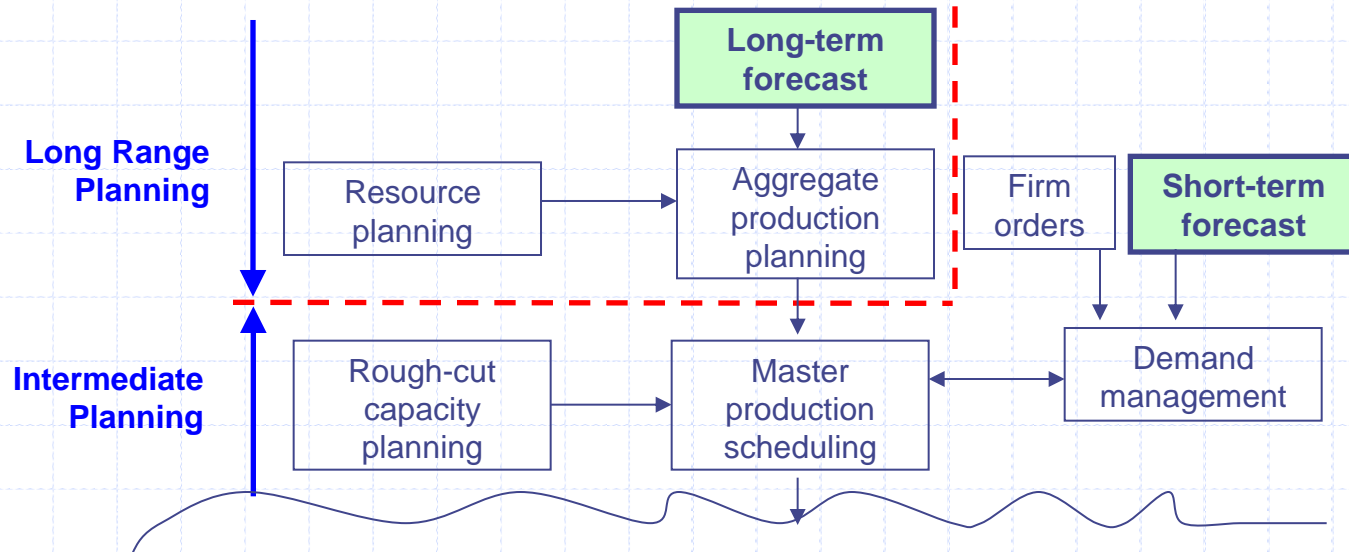 Long-term
forecast
Long Range
Planning
Resource
planning
Aggregate
production
planning
Firm
orders
Short-term
forecast
Intermediate
Planning
Rough-cut
capacity
planning
Master
production
scheduling
Demand
management